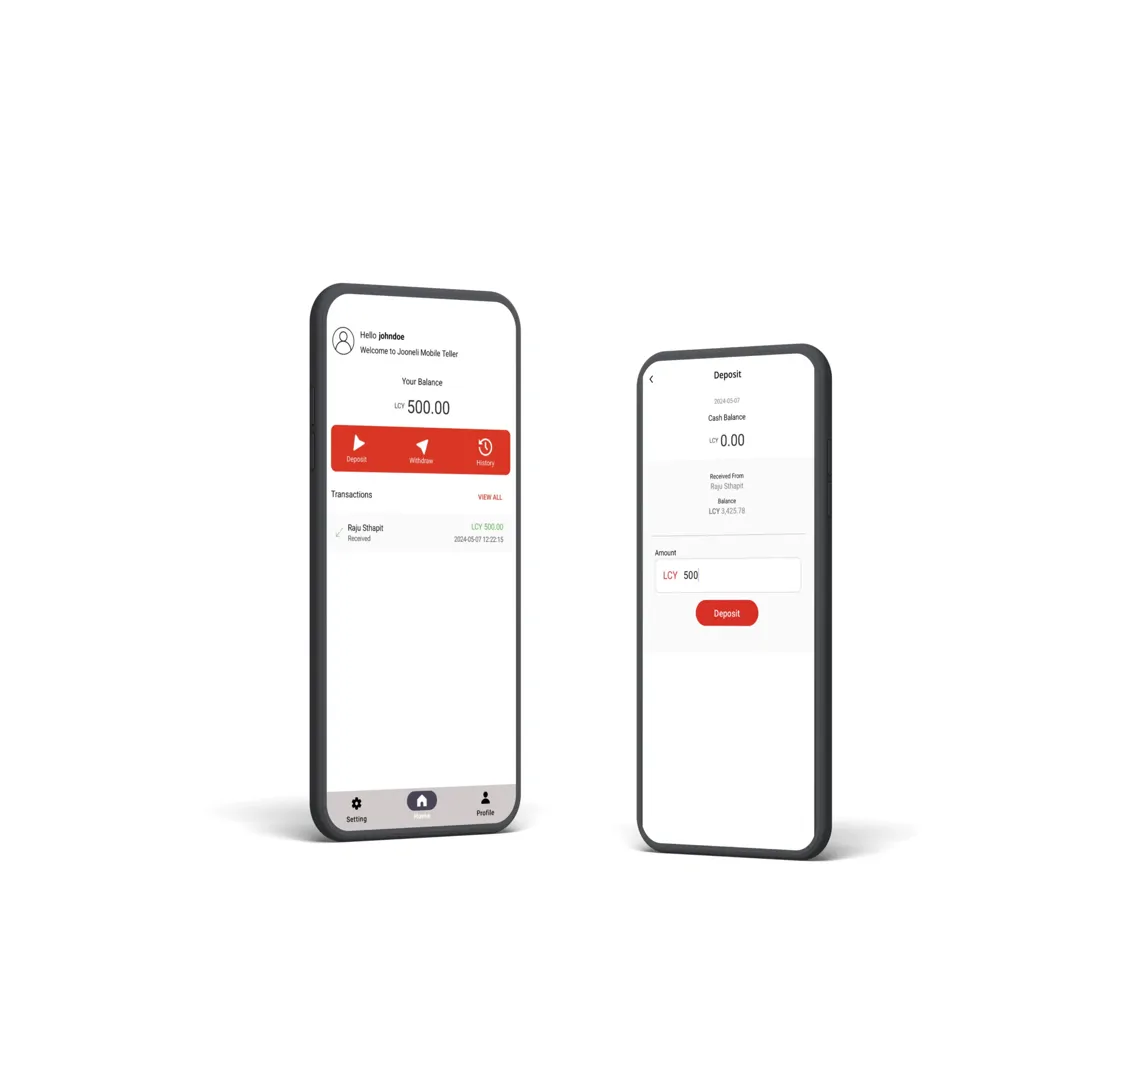 Hello johndoe
Welcome to Jooneli Mobile Teller
Your Balance
LCY 500.00
Deposit
Withdraw
History
Transactions
VIEW ALL
Raju Sthapit
LCY 500.00
Received
2024-05-07 12:22:15
Setting
Home
Profile
Deposit
2024-05-07
Cash Balance
LCY 0.00
Received From
Raju Sthapit
Balance
LCY 3,425.78
Amount
LCY 500
Deposit